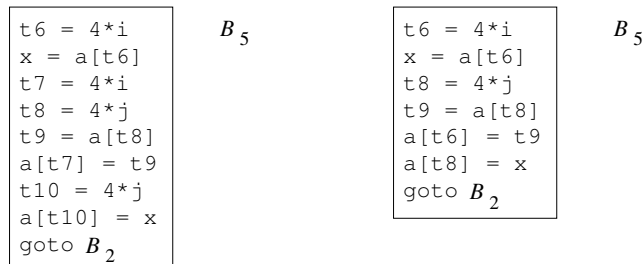 t6 = 4*i
x = a[t6]
t7 = 4*i
t8 = 4*j
t9 = a[t8]
a[t7] = t9
t10 = 4*j
a[t10] = x
goto B2
B5
t6 = 4*i
x = a[t6]
t8 = 4*j
t9 = a[t8]
a[t6] = t9
a[t8] = x
goto B2
B5